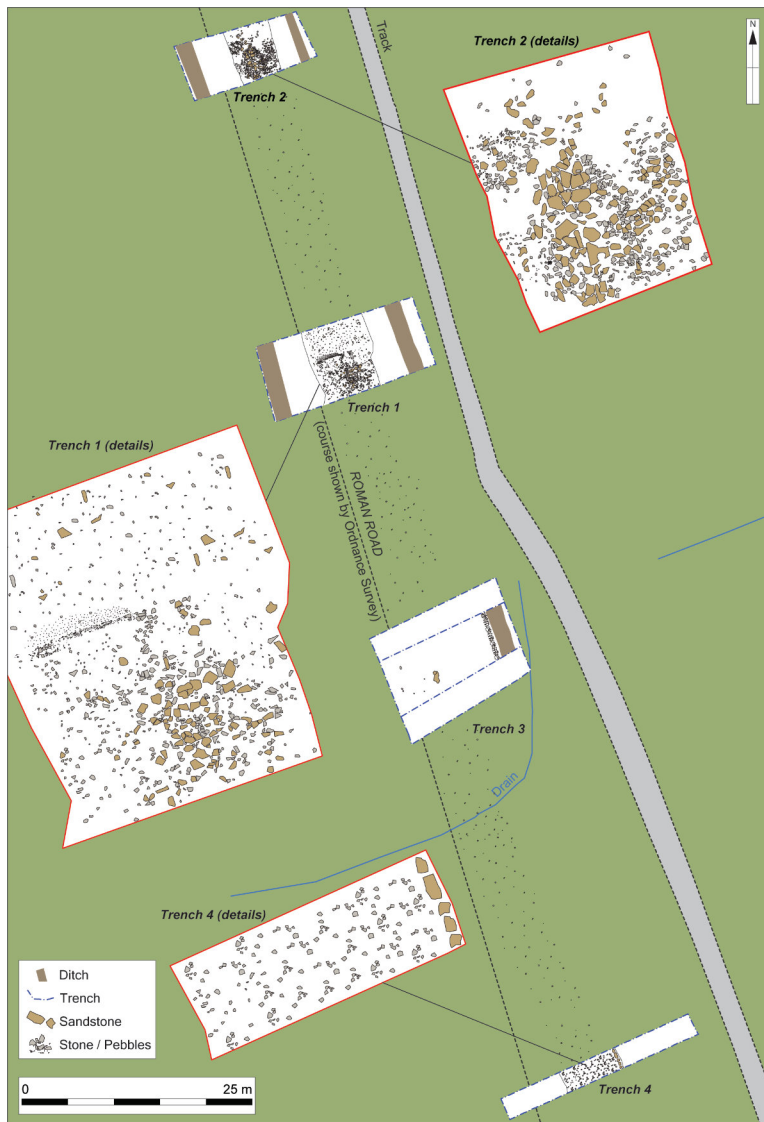 Track
Trench 2 (details)
N
Trench 2
Trench 1
Trench 1 (details)
ROMAN ROAD
(course shown by Ordnance Survey)
Trench 3
Drain
Trench 4 (details)
Ditch
Trench
Sandstone
Stone / Pebbles
0 25 m
Trench 4